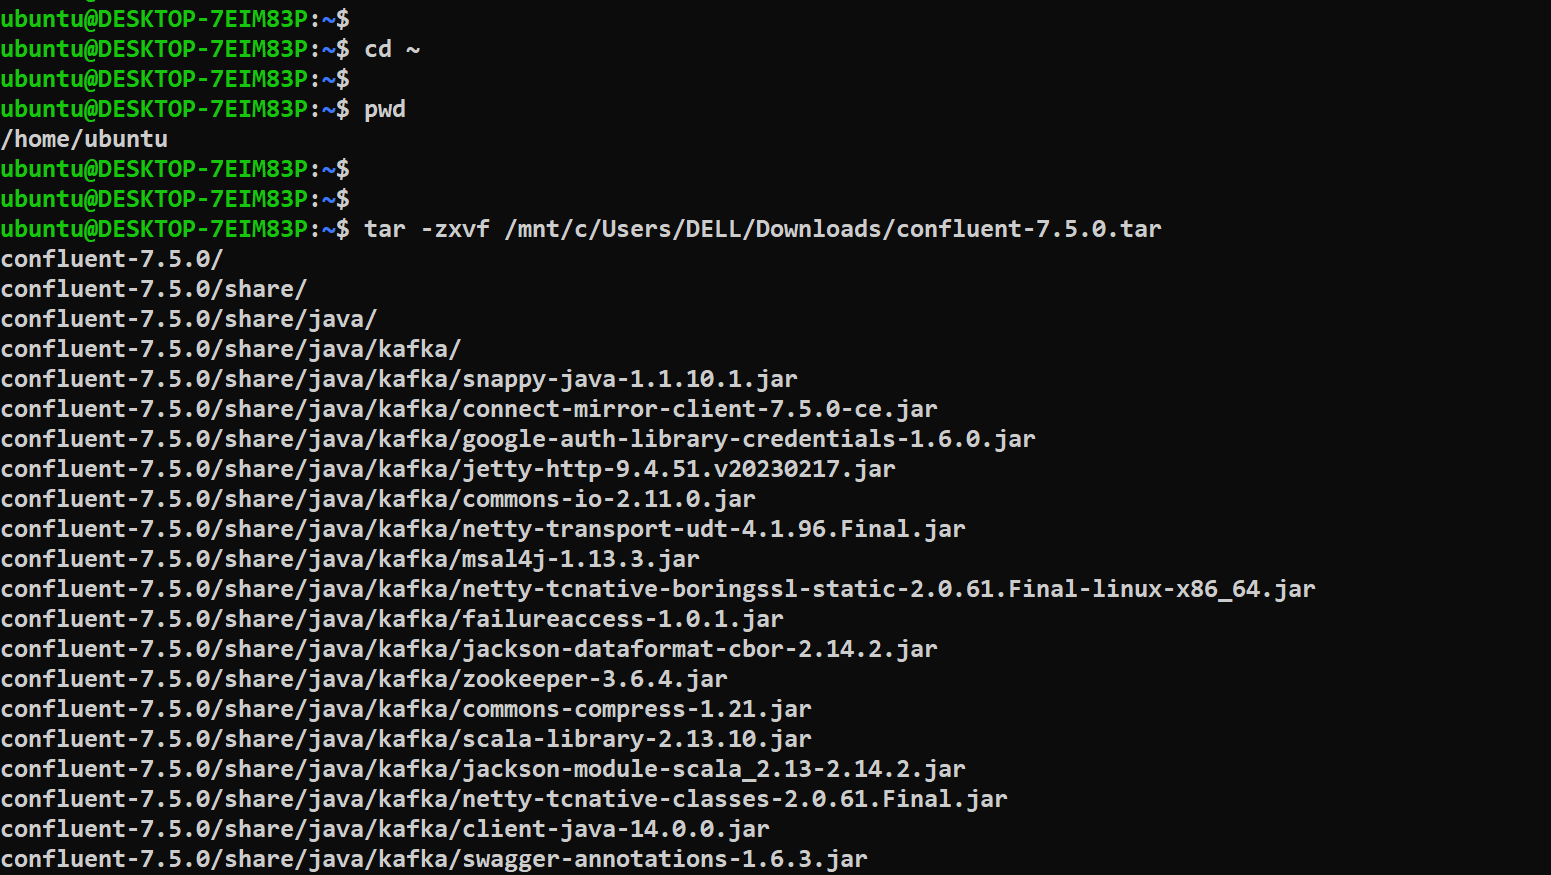 ubuntu@DESKTOP-7EIM83P:~$
ubuntu@DESKTOP-7EIM83P:~$ cd ~
ubuntu@DESKTOP-7EIM83P:~$
ubuntu@DESKTOP-7EIM83P:~$ pwd
/home/ubuntu
ubuntu@DESKTOP-7EIM83P:~$
ubuntu@DESKTOP-7EIM83P:~$
ubuntu@DESKTOP-7EIM83P:~$ tar -zxvf /mnt/c/Users/DELL/Downloads/confluent-7.5.0.tar
confluent-7.5.0/
confluent-7.5.0/share/
confluent-7.5.0/share/java/
confluent-7.5.0/share/java/kafka/
confluent-7.5.0/share/java/kafka/snappy-java-1.1.10.1.jar
confluent-7.5.0/share/java/kafka/connect-mirror-client-7.5.0-ce.jar
confluent-7.5.0/share/java/kafka/google-auth-library-credentials-1.6.0.jar
confluent-7.5.0/share/java/kafka/jetty-http-9.4.51.v20230217.jar
confluent-7.5.0/share/java/kafka/commons-io-2.11.0.jar
confluent-7.5.0/share/java/kafka/netty-transport-udt-4.1.96.Final.jar
confluent-7.5.0/share/java/kafka/msal4j-1.13.3.jar
confluent-7.5.0/share/java/kafka/netty-tcnative-boringssl-static-2.0.61.Final-linux-x86_64.jar
confluent-7.5.0/share/java/kafka/failureaccess-1.0.1.jar
confluent-7.5.0/share/java/kafka/jackson-dataformat-cbor-2.14.2.jar
confluent-7.5.0/share/java/kafka/zookeeper-3.6.4.jar
confluent-7.5.0/share/java/kafka/commons-compress-1.21.jar
confluent-7.5.0/share/java/kafka/scala-library-2.13.10.jar
confluent-7.5.0/share/java/kafka/jackson-module-scala_2.13-2.14.2.jar
confluent-7.5.0/share/java/kafka/netty-tcnative-classes-2.0.61.Final.jar
confluent-7.5.0/share/java/kafka/client-java-14.0.0.jar
confluent-7.5.0/share/java/kafka/swagger-annotations-1.6.3.jar